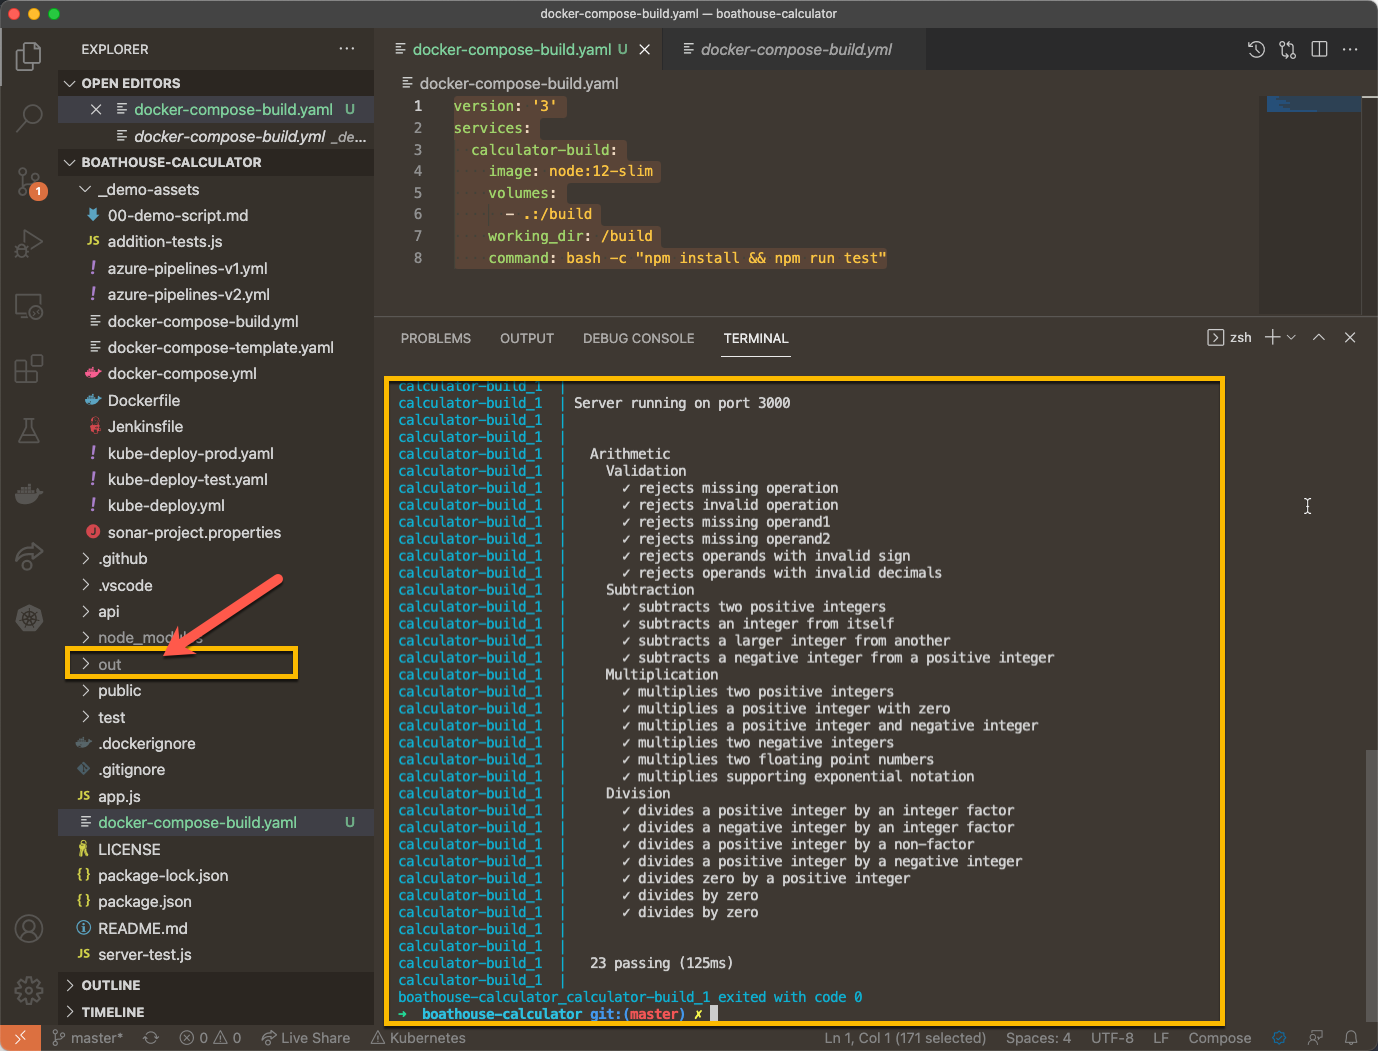 docker-compose-build.yaml — boathouse-calculator
EXPLORER
OPEN EDITORS
docker-compose-build.yaml U
docker-compose-build.yml _de...
BOATHOUSE-CALCULATOR
_demo-assets
00-demo-script.md
JS addition-tests.js
! azure-pipelines-v1.yml
! azure-pipelines-v2.yml
docker-compose-build.yml
docker-compose-template.yaml
docker-compose.yml
Dockerfile
Jenkinsfile
! kube-deploy-prod.yaml
! kube-deploy-test.yaml
! kube-deploy.yml
sonar-project.properties
.github
.vscode
api
out
public
test
.dockerignore
.gitignore
JS app.js
docker-compose-build.yaml U
LICENSE
{} package-lock.json
{} package.json
README.md
JS server-test.js
OUTLINE
TIMELINE
1
docker-compose-build.yaml U
docker-compose-build.yml
docker-compose-build.yaml
1 version: '3'
2 services:
3 calculator-build:
4 image: node:12-slim
5 volumes:
6 - .:/build
7 working_dir: /build
8 command: bash -c "npm install && npm run test"
PROBLEMS OUTPUT DEBUG CONSOLE TERMINAL
zsh
calculator-build_1 |
calculator-build_1 | Server running on port 3000
calculator-build_1 |
calculator-build_1 |
calculator-build_1 | Arithmetic
calculator-build_1 | Validation
calculator-build_1 | ✓ rejects missing operation
calculator-build_1 | ✓ rejects invalid operation
calculator-build_1 | ✓ rejects missing operand1
calculator-build_1 | ✓ rejects missing operand2
calculator-build_1 | ✓ rejects operands with invalid sign
calculator-build_1 | ✓ rejects operands with invalid decimals
calculator-build_1 | Subtraction
calculator-build_1 | ✓ subtracts two positive integers
calculator-build_1 | ✓ subtracts an integer from itself
calculator-build_1 | ✓ subtracts a larger integer from another
calculator-build_1 | ✓ subtracts a negative integer from a positive integer
calculator-build_1 | Multiplication
calculator-build_1 | ✓ multiplies two positive integers
calculator-build_1 | ✓ multiplies a positive integer with zero
calculator-build_1 | ✓ multiplies a positive integer and negative integer
calculator-build_1 | ✓ multiplies two negative integers
calculator-build_1 | ✓ multiplies two floating point numbers
calculator-build_1 | ✓ multiplies supporting exponential notation
calculator-build_1 | Division
calculator-build_1 | ✓ divides a positive integer by an integer factor
calculator-build_1 | ✓ divides a negative integer by an integer factor
calculator-build_1 | ✓ divides a positive integer by a non-factor
calculator-build_1 | ✓ divides a positive integer by a negative integer
calculator-build_1 | ✓ divides zero by a positive integer
calculator-build_1 | ✓ divides by zero
calculator-build_1 | ✓ divides by zero
calculator-build_1 |
calculator-build_1 |
calculator-build_1 | 23 passing (125ms)
calculator-build_1 |
boathouse-calculator_calculator-build_1 exited with code 0
➜ boathouse-calculator git:(master) ✗
master* 0 0 Live Share Kubernetes Ln 1, Col 1 (171 selected) Spaces: 4 UTF-8 LF Compose